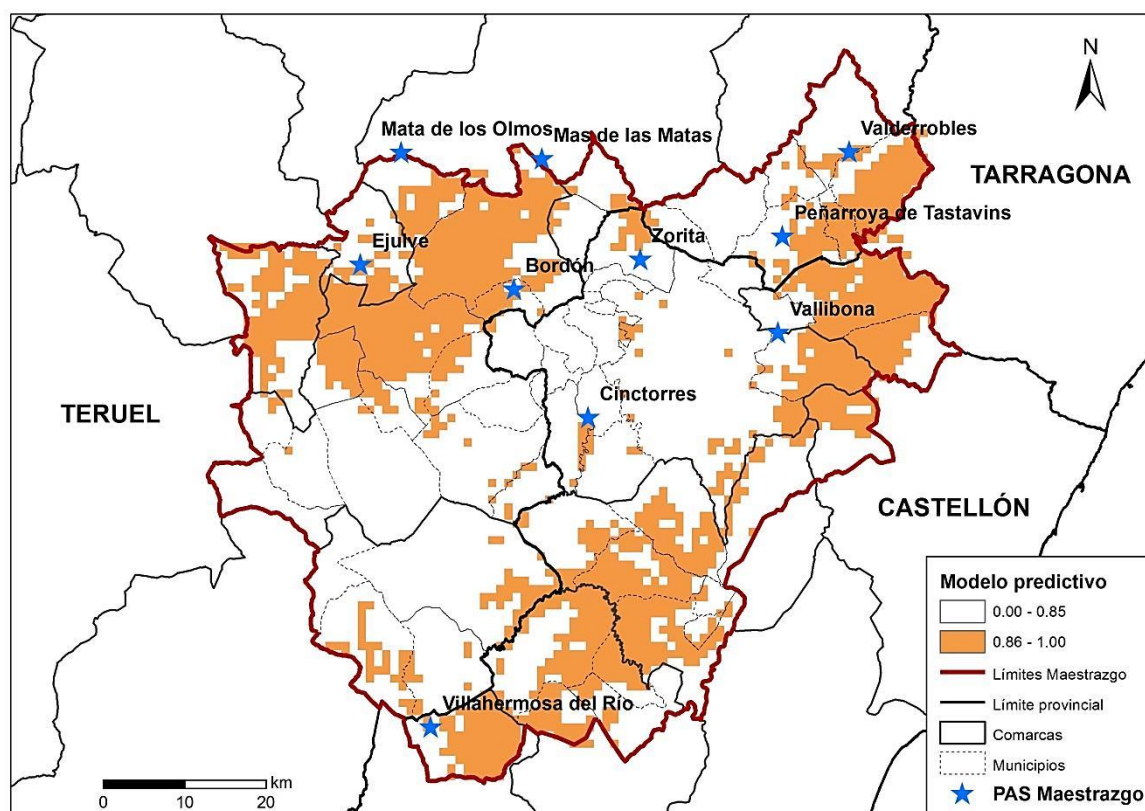 N
Mata de los Olmos
Mas de las Matas
Valderrobles
TARRAGONA
Peñarroya de Tastavins
Ejulve
Zorita
Bordón
Vallibona
Cinctorres
TERUEL
CASTELLÓN
Villahermosa del Río
Modelo predictivo
0.00 - 0.85
0.86 - 1.00
Límites Maestrazgo
Límite provincial
Comarcas
Municipios
PAS Maestrazgo
km
0 10 20